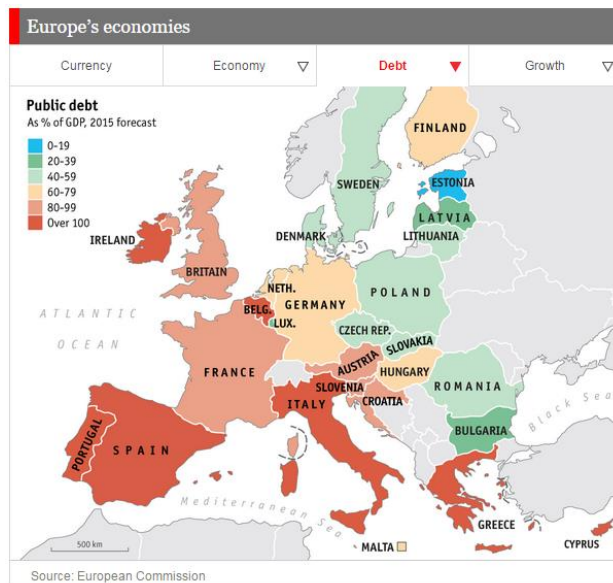 Europe's economies
Currency
Economy
Debt
Growth
Public debt
As % of GDP, 2015 forecast
0-19
20-39
40-59
60-79
80-99
Over 100
FINLAND
SWEDEN
ESTONIA
LATVIA
LITHUANIA
DENMARK
IRELAND
BRITAIN
NETH.
GERMANY
POLAND
BELG.
LUX.
ATLANTIC
OCEAN
CZECH REP.
SLOVAKIA
FRANCE
AUSTRIA
HUNGARY
SLOVENIA
ROMANIA
ITALY
CROATIA
Black Sea
BULGARIA
PORTUGAL
SPAIN
Mediterranean Sea
GREECE
500 km
MALTA
CYPRUS
Source: European Commission